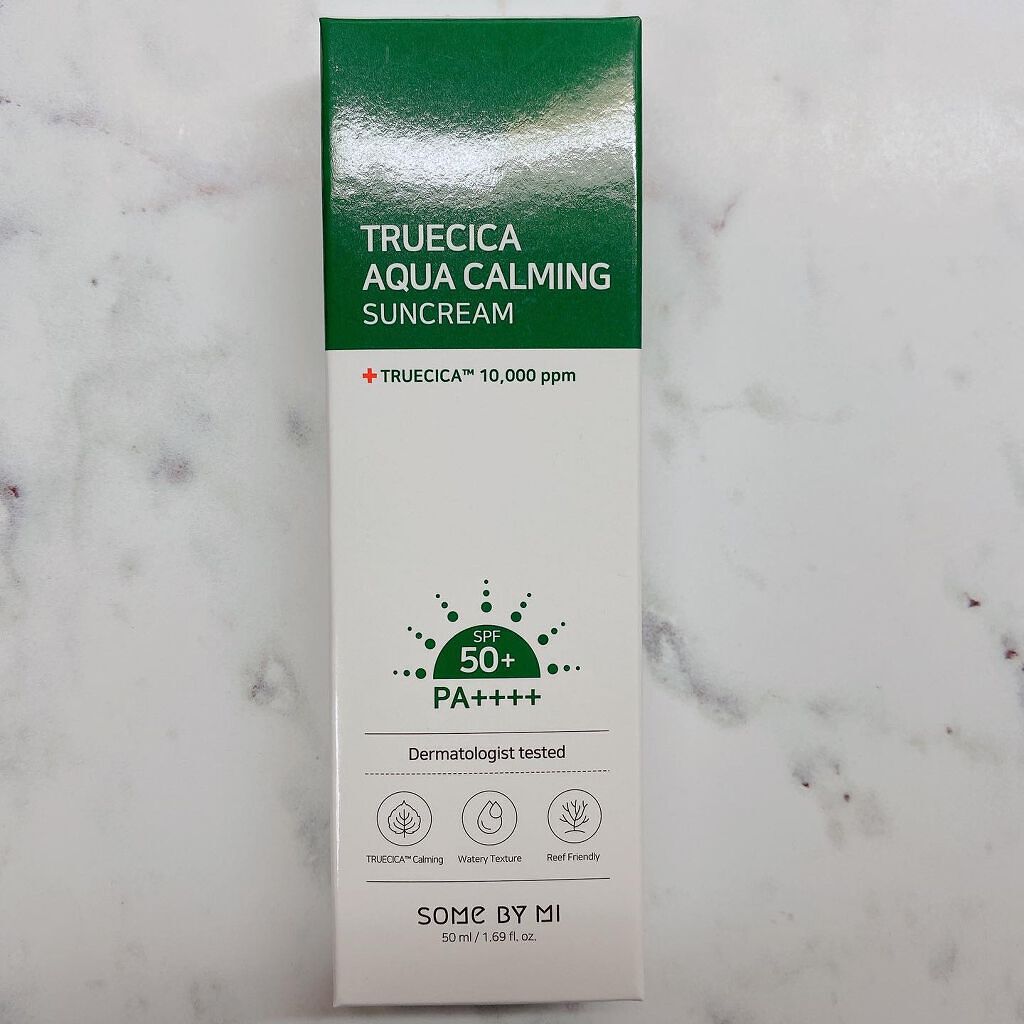 TRUECICA
AQUA CALMING
SUNCREAM
TRUECICA™ 10,000 ppm
SPF
50+
PA++++
Dermatologist tested
TRUECICA™ Calming Watery Texture Reef Friendly
SOME BY MI
50 ml / 1.69 fl. oz.